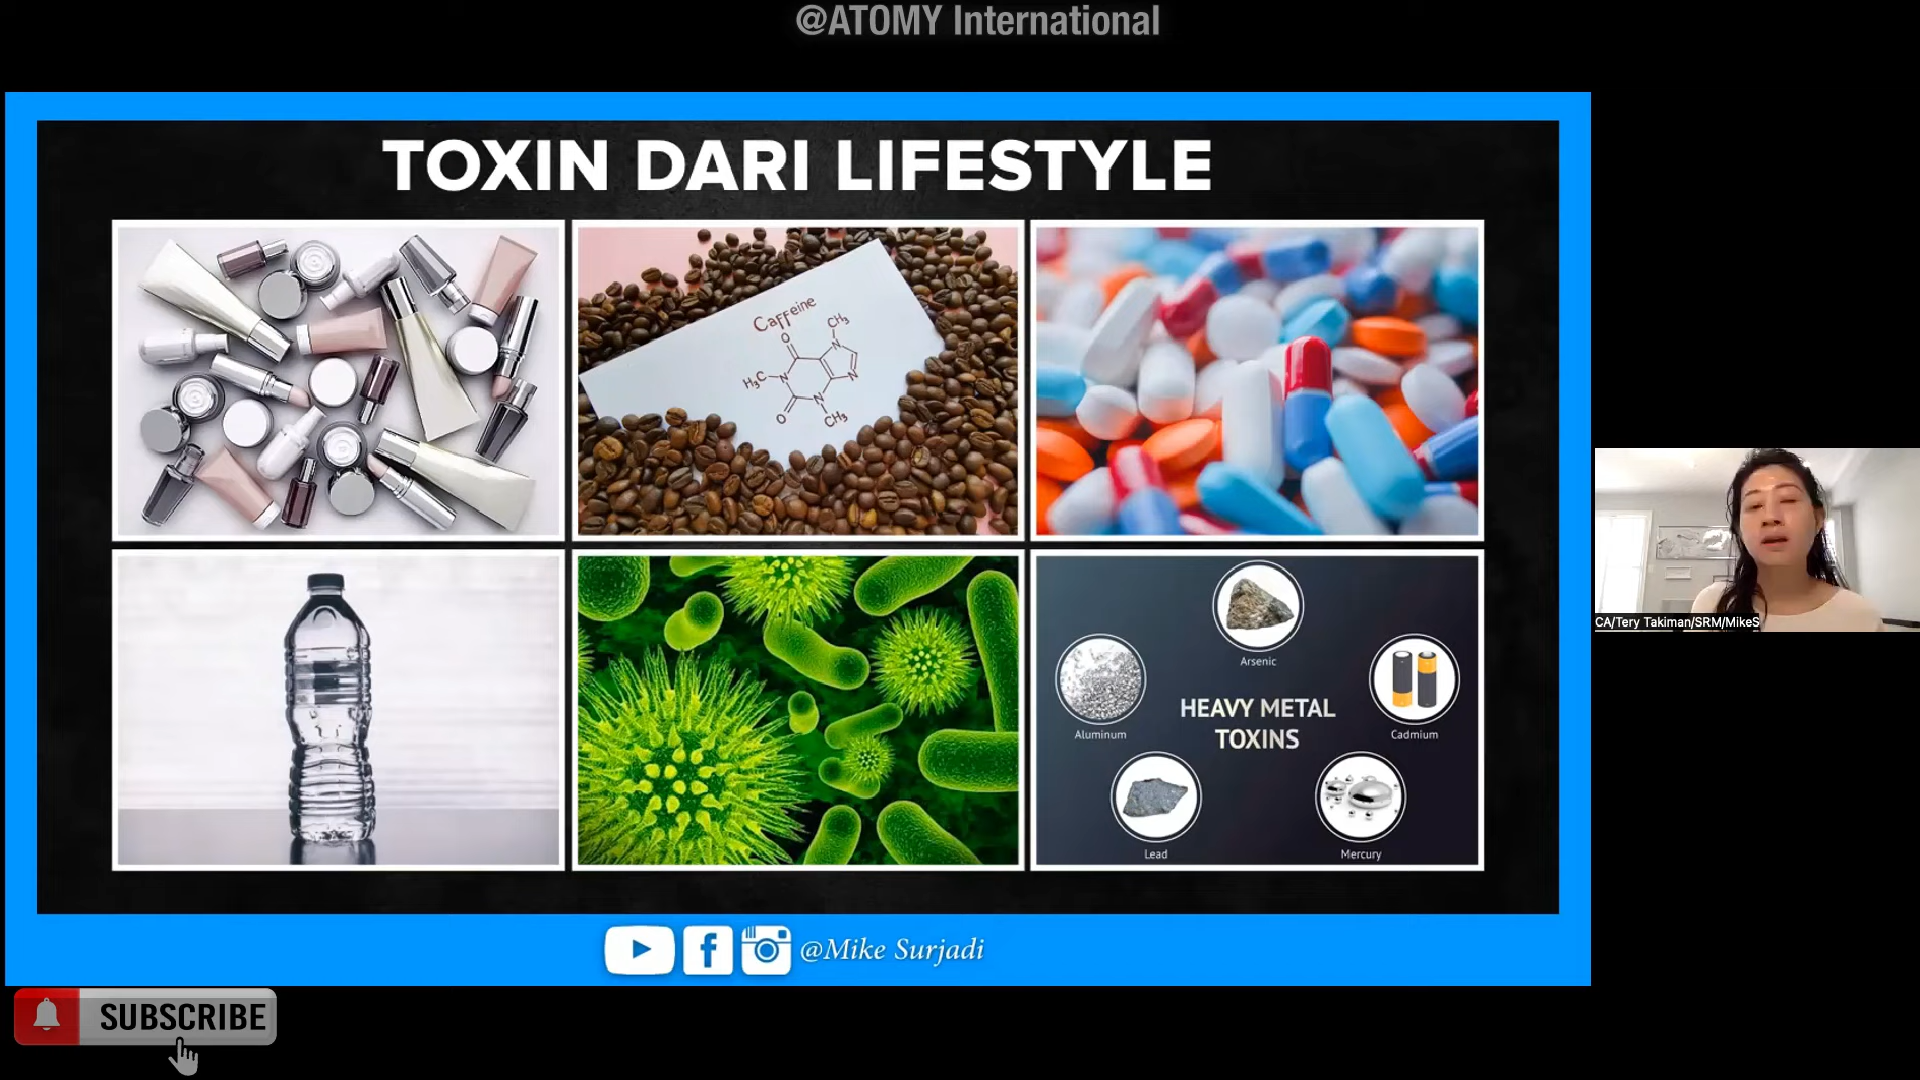 @ATOMY International
TOXIN DARI LIFESTYLE
Caffeine
O
CH₃
N
H₃C
N
N
N
O
CH₃
Arsenic
Aluminum
Cadmium
HEAVY METAL
TOXINS
Lead
Mercury
CA/Tery Takiman/SRM/MikeS
@Mike Surjadi
SUBSCRIBE